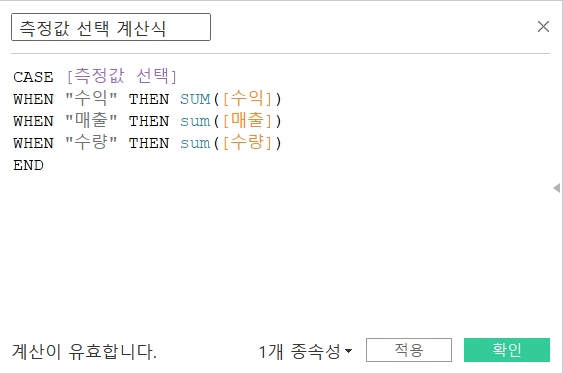 측정값 선택 계산식
CASE [측정값 선택]
WHEN "수익" THEN SUM([수익])
WHEN "매출" THEN sum([매출])
WHEN "수량" THEN sum([수량])
END
계산이 유효합니다. 1개 종속성 적용 확인